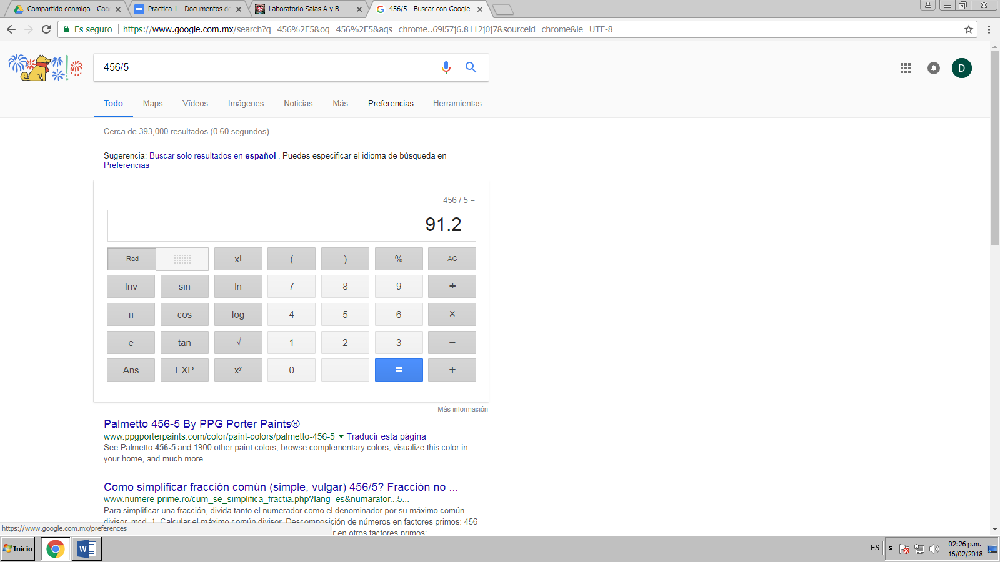 Compartido conmigo - Goo
Practica 1 - Documentos de
Laboratorio Salas A y B
456/5 - Buscar con Google
Es seguro
https://www.google.com.mx/search?q=456%2F5&oq=456%2F5&aqs=chrome..69i57j6.8112j0j7&sourceid=chrome&ie=UTF-8
456/5
D
Todo
Maps
Vídeos
Imágenes
Noticias
Más
Preferencias
Herramientas
Cerca de 393,000 resultados (0.60 segundos)
Sugerencia: Buscar solo resultados en español . Puedes especificar el idioma de búsqueda en
Preferencias
456 / 5 =
91.2
Rad
x!
(
)
%
AC
Inv
sin
ln
7
8
9
÷
π
cos
log
4
5
6
×
e
tan
√
1
2
3
−
Ans
EXP
xʸ
0
.
=
+
Más información
Palmetto 456-5 By PPG Porter Paints®
www.ppgporterpaints.com/color/paint-colors/palmetto-456-5 Traducir esta página
See Palmetto 456-5 and 1900 other paint colors, browse complementary colors, visualize this color in
your home, and much more.
Como simplificar fracción común (simple, vulgar) 456/5? Fracción no ...
www.numere-prime.ro/cum_se_simplifica_fractia.php?lang=es&numarator...5...
Para simplificar una fracción, divida tanto el numerador como el denominador por su máximo común
divisor, mcd. 1. Calcular el máximo común divisor. Descomposición de números en factores primos: 456
er en otros factores primos:
https://www.google.com.mx/preferences
Inicio
ES
02:26 p.m.
16/02/2018